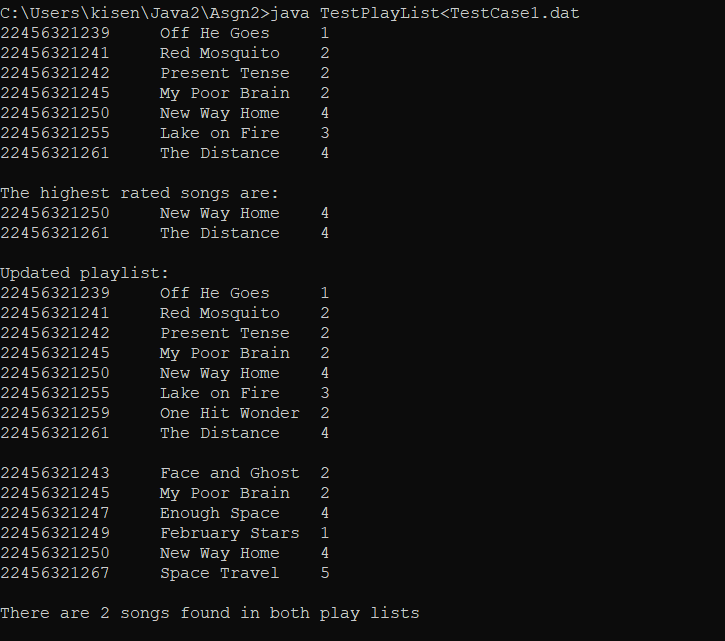 C:\Users\kisen\Java2\Asgn2>java TestPlayList<TestCase1.dat
22456321239     Off He Goes     1
22456321241     Red Mosquito    2
22456321242     Present Tense   2
22456321245     My Poor Brain   2
22456321250     New Way Home    4
22456321255     Lake on Fire    3
22456321261     The Distance    4

The highest rated songs are:
22456321250     New Way Home    4
22456321261     The Distance    4

Updated playlist:
22456321239     Off He Goes     1
22456321241     Red Mosquito    2
22456321242     Present Tense   2
22456321245     My Poor Brain   2
22456321250     New Way Home    4
22456321255     Lake on Fire    3
22456321259     One Hit Wonder  2
22456321261     The Distance    4

22456321243     Face and Ghost  2
22456321245     My Poor Brain   2
22456321247     Enough Space    4
22456321249     February Stars  1
22456321250     New Way Home    4
22456321267     Space Travel    5

There are 2 songs found in both play lists